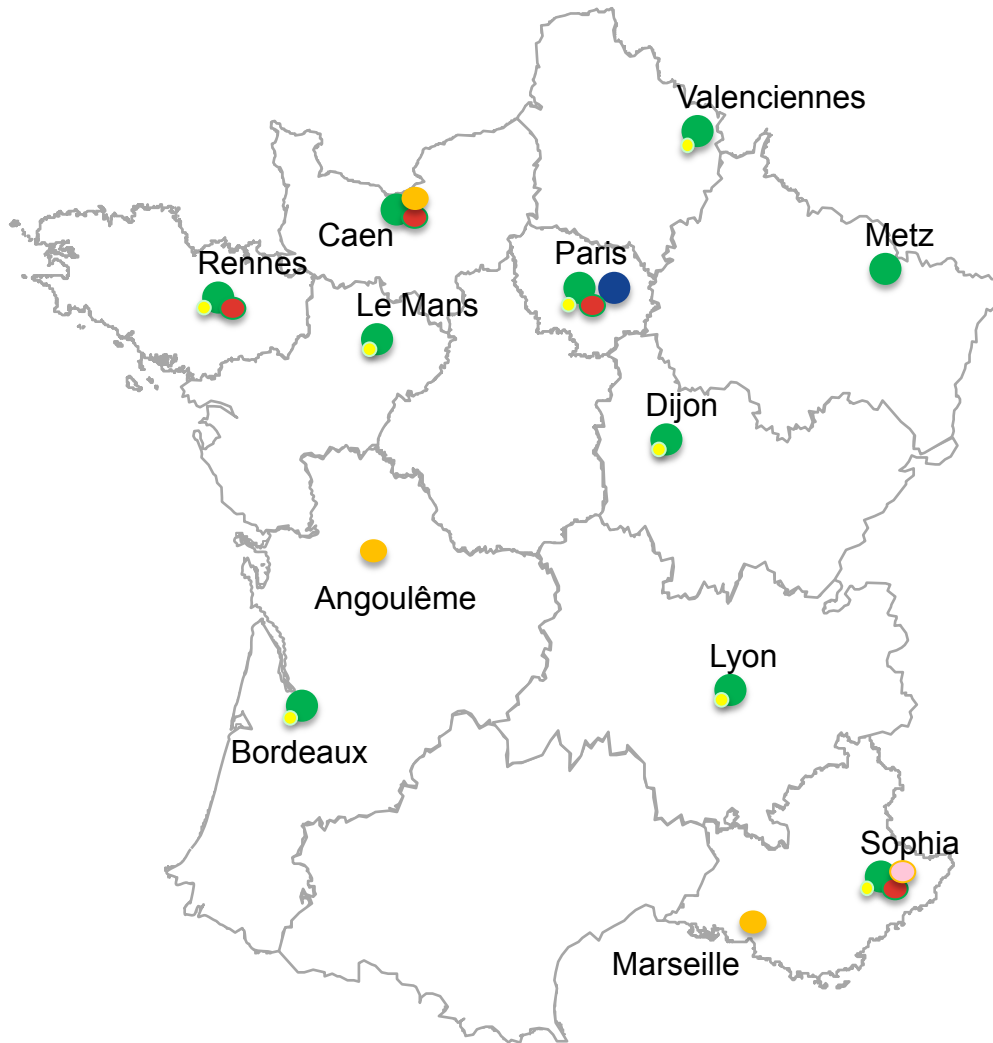 Valenciennes
Caen
Metz
Paris
Rennes
Le Mans
Dijon
Angoulême
Lyon
Bordeaux
Sophia
Marseille